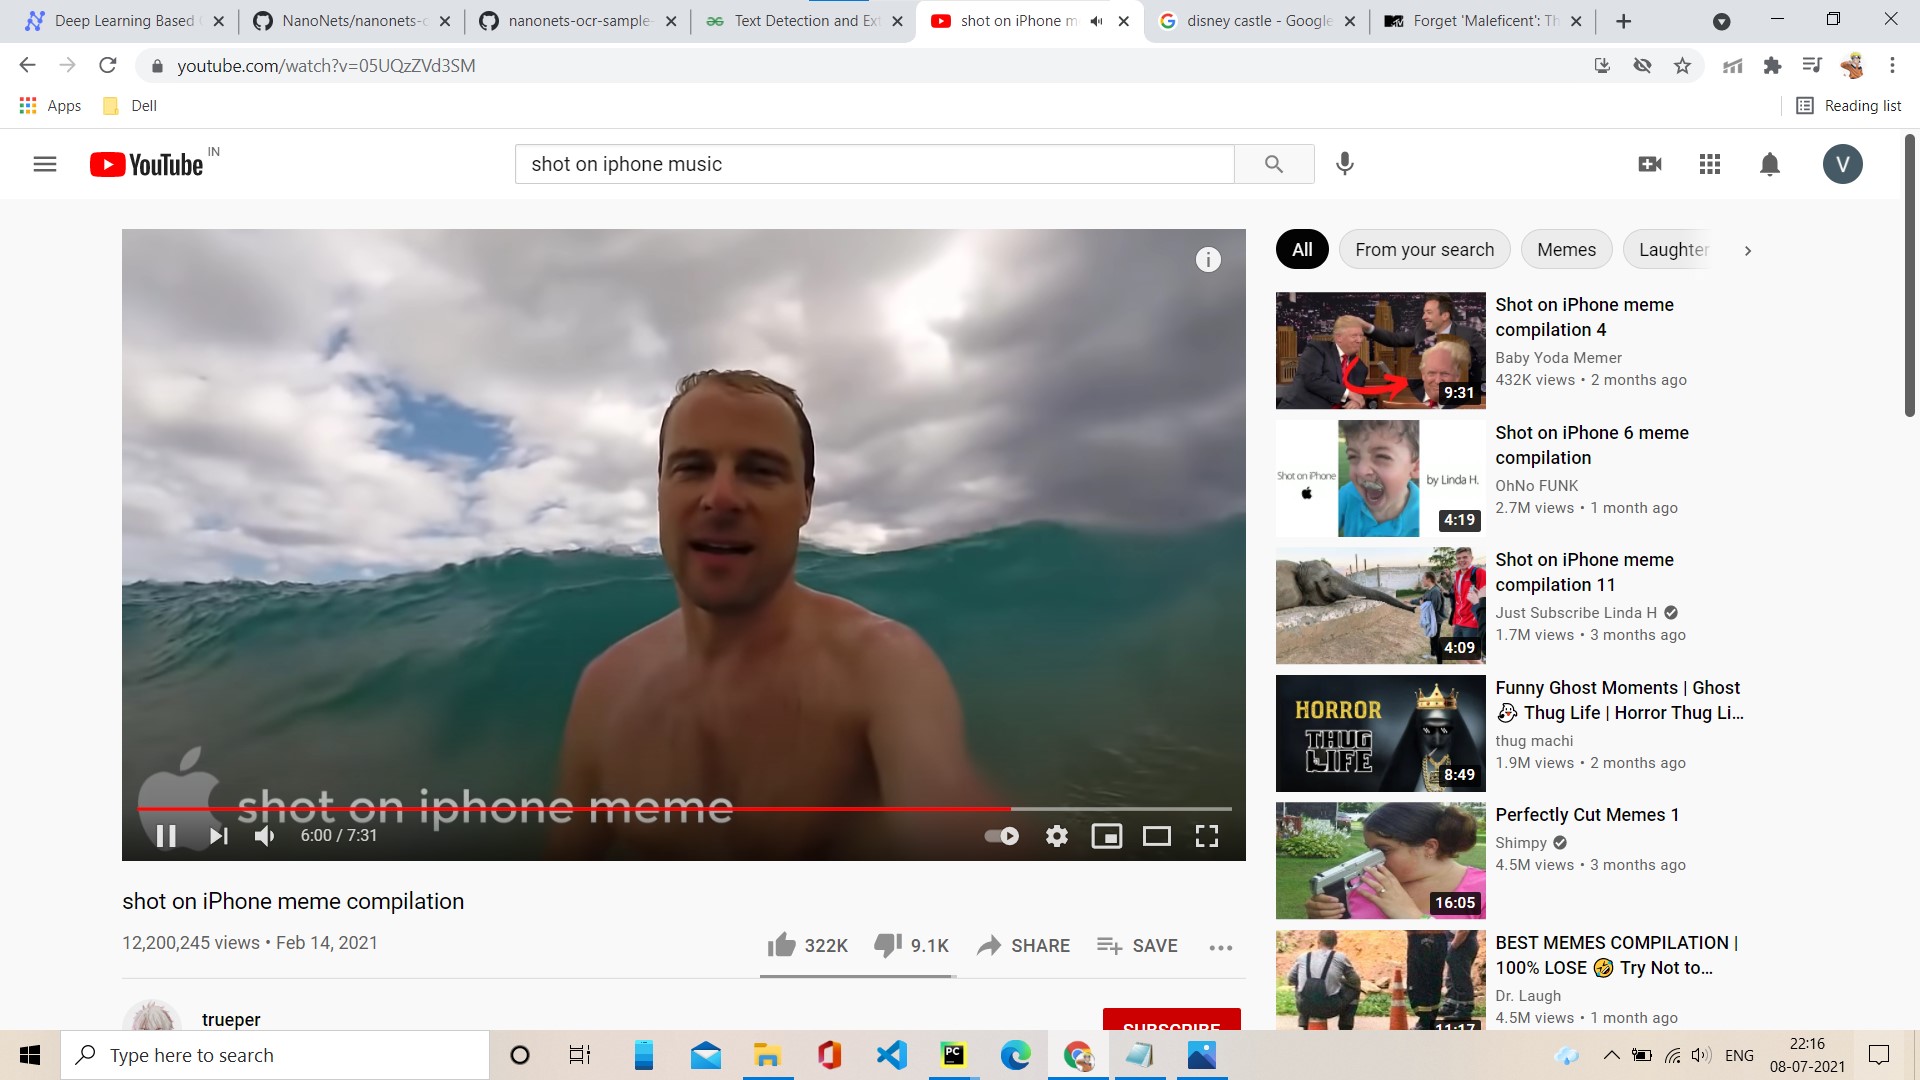 Deep Learning Based
NanoNets/nanonets-
nanonets-ocr-sample-
Text Detection and Ex
shot on iPhone m
disney castle - Google
Forget 'Maleficent': Th
youtube.com/watch?v=05UQzZVd3SM
Apps
Dell
Reading list
YouTube IN
shot on iphone music
V
i
shot on iphone meme
6:00 / 7:31
shot on iPhone meme compilation
12,200,245 views • Feb 14, 2021
322K
9.1K
SHARE
SAVE
trueper
SUBSCRIBE
All
From your search
Memes
Laughter
Shot on iPhone meme
compilation 4
Baby Yoda Memer
432K views • 2 months ago
9:31
Shot on iPhone 6 meme
compilation
OhNo FUNK
2.7M views • 1 month ago
Shot on iPhone
by Linda H.
4:19
Shot on iPhone meme
compilation 11
Just Subscribe Linda H
1.7M views • 3 months ago
4:09
Funny Ghost Moments | Ghost
👻 Thug Life | Horror Thug Li...
thug machi
1.9M views • 2 months ago
HORROR
THUG
LIFE
8:49
Perfectly Cut Memes 1
Shimpy
4.5M views • 3 months ago
16:05
BEST MEMES COMPILATION |
100% LOSE 🤣 Try Not to...
Dr. Laugh
4.5M views • 1 month ago
11:17
Type here to search
PC
ENG
22:16
08-07-2021